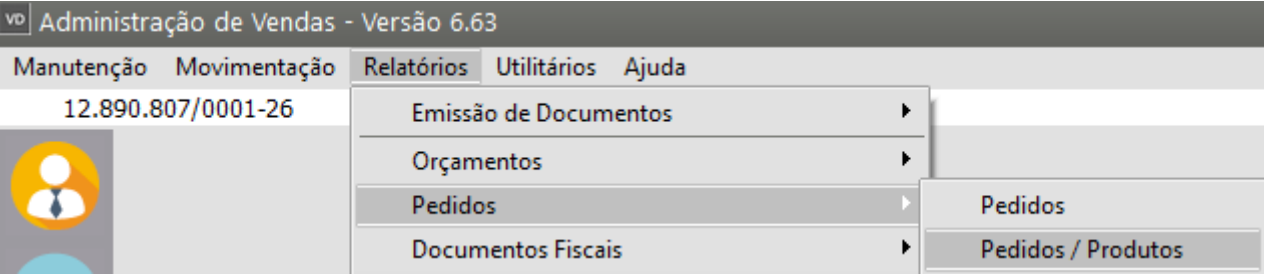 VD Administração de Vendas - Versão 6.63
Manutenção Movimentação Relatórios Utilitários Ajuda
12.890.807/0001-26
Emissão de Documentos
Orçamentos
Pedidos
Pedidos
Documentos Fiscais
Pedidos / Produtos